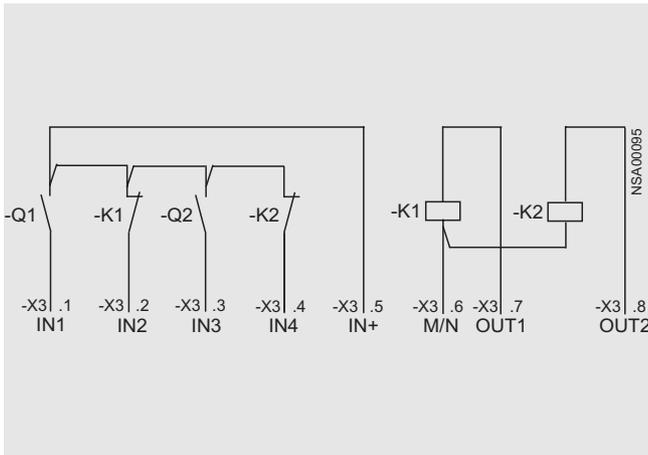 NSA00095
-Q1 -K1 -Q2 -K2 -K1 -K2
-X3 .1 -X3 .2 -X3 .3 -X3 .4 -X3 .5 -X3 .6 -X3 .7 -X3 .8
IN1 IN2 IN3 IN4 IN+ M/N OUT1 OUT2